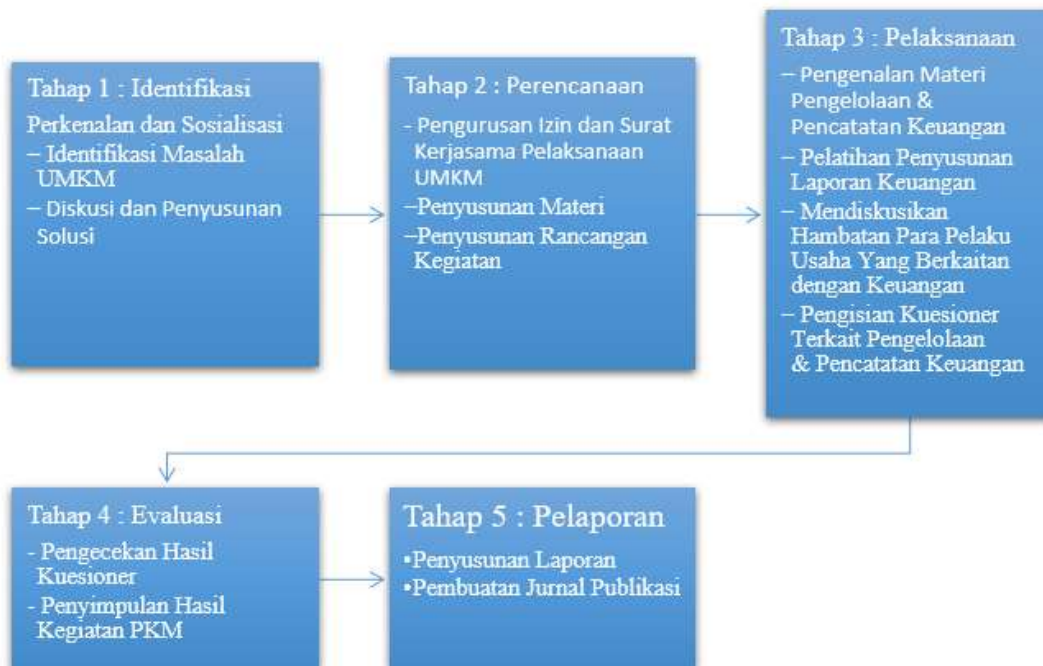 Tahap 1 : Identifikasi
Perkenalan dan Sosialisasi
– Identifikasi Masalah
UMKM
– Diskusi dan Penyusunan
Solusi
Tahap 2 : Perencanaan
- Pengurusan Izin dan Surat
Kerjasama Pelaksanaan
UMKM
–Penyusunan Materi
–Penyusunan Rancangan
Kegiatan
Tahap 3 : Pelaksanaan
– Pengenalan Materi
Pengelolaan &
Pencatatan Keuangan
– Pelatihan Penyusunan
Laporan Keuangan
– Mendiskusikan
Hambatan Para Pelaku
Usaha Yang Berkaitan
dengan Keuangan
– Pengisian Kuesioner
Terkait Pengelolaan
& Pencatatan Keuangan
Tahap 4 : Evaluasi
- Pengecekan Hasil
Kuesioner
- Penyimpulan Hasil
Kegiatan PKM
Tahap 5 : Pelaporan
•Penyusunan Laporan
•Pembuatan Jurnal Publikasi